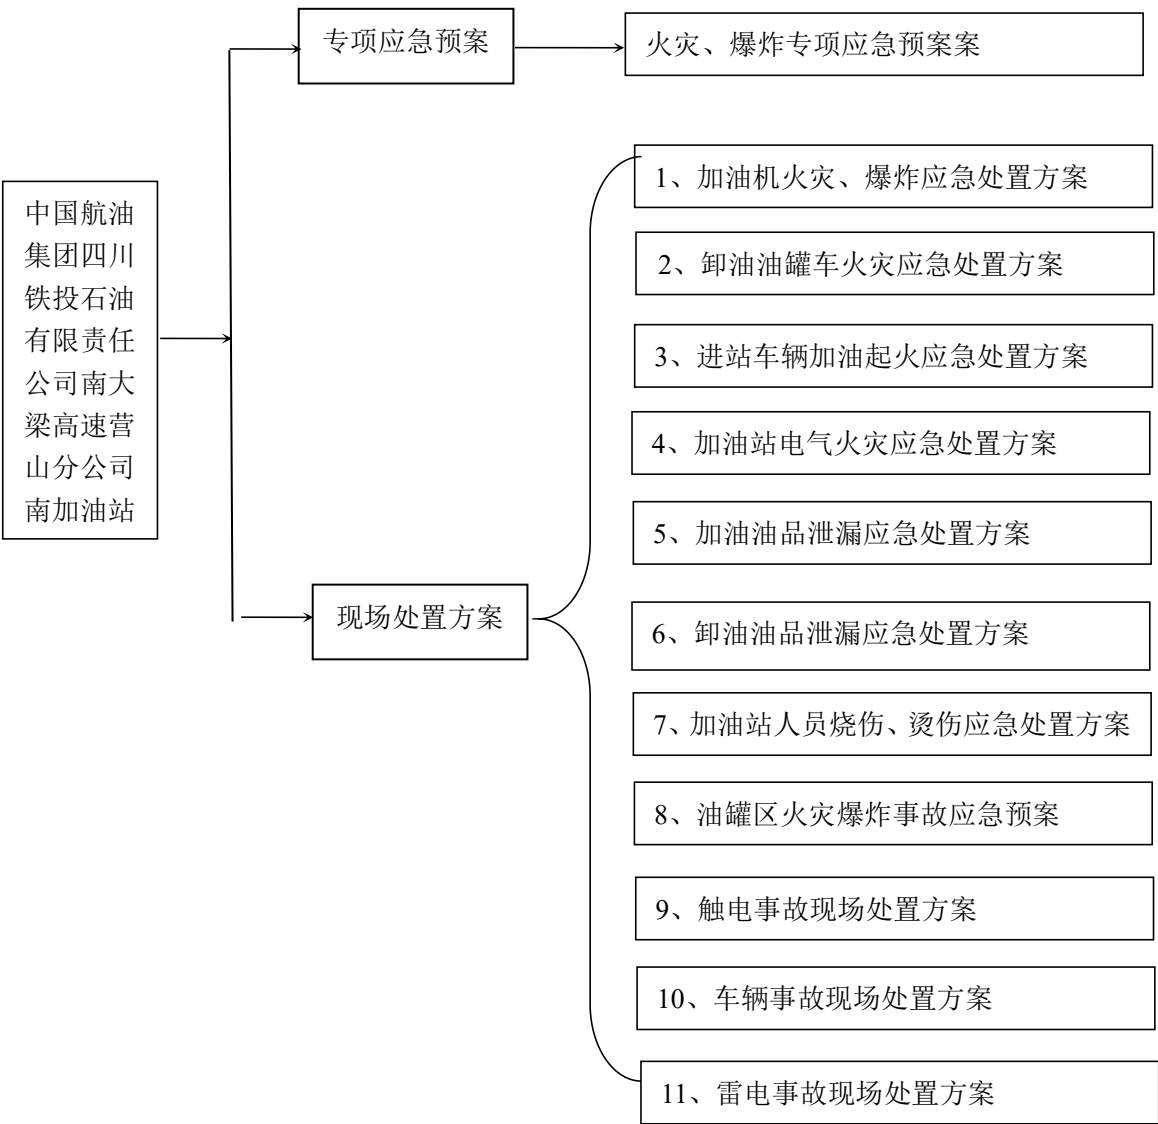 专项应急预案
火灾、爆炸专项应急预案案
中国航油
集团四川
铁投石油
有限责任
公司南大
梁高速营
山分公司
南加油站
现场处置方案
1、加油机火灾、爆炸应急处置方案
2、卸油油罐车火灾应急处置方案
3、进站车辆加油起火应急处置方案
4、加油站电气火灾应急处置方案
5、加油油品泄漏应急处置方案
6、卸油油品泄漏应急处置方案
7、加油站人员烧伤、烫伤应急处置方案
8、油罐区火灾爆炸事故应急预案
9、触电事故现场处置方案
10、车辆事故现场处置方案
11、雷电事故现场处置方案